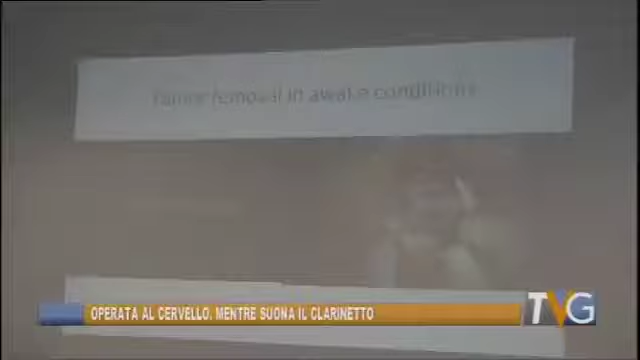 Tumor removal in awake conditions
OPERATA AL CERVELLO. MENTRE SUONA IL CLARINETTO
TVG